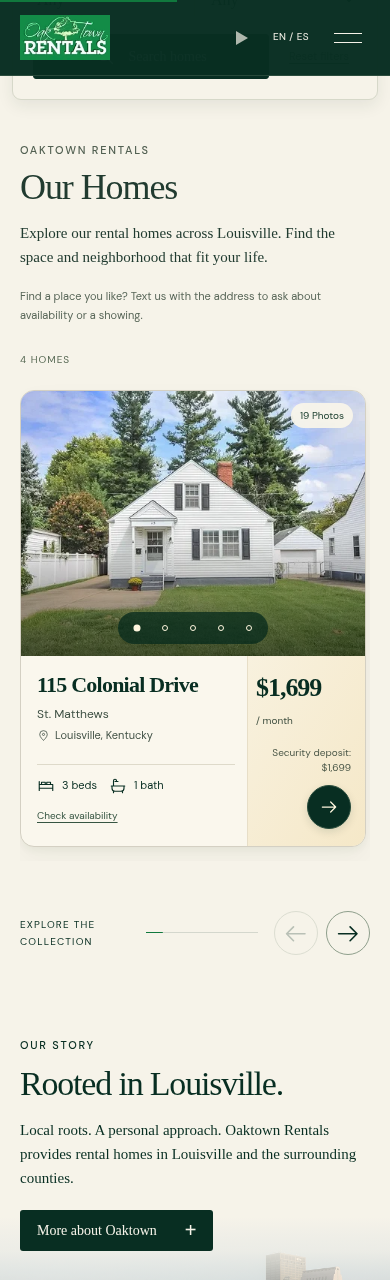 Oak Town
RENTALS
EN / ES
OAKTOWN RENTALS
Our Homes
Explore our rental homes across Louisville. Find the
space and neighborhood that fit your life.
Find a place you like? Text us with the address to ask about
availability or a showing.
4 HOMES
19 Photos
115 Colonial Drive
St. Matthews
Louisville, Kentucky
3 beds 1 bath
Check availability
$1,699
/ month
Security deposit:
$1,699
EXPLORE THE
COLLECTION
OUR STORY
Rooted in Louisville.
Local roots. A personal approach. Oaktown Rentals
provides rental homes in Louisville and the surrounding
counties.
More about Oaktown +